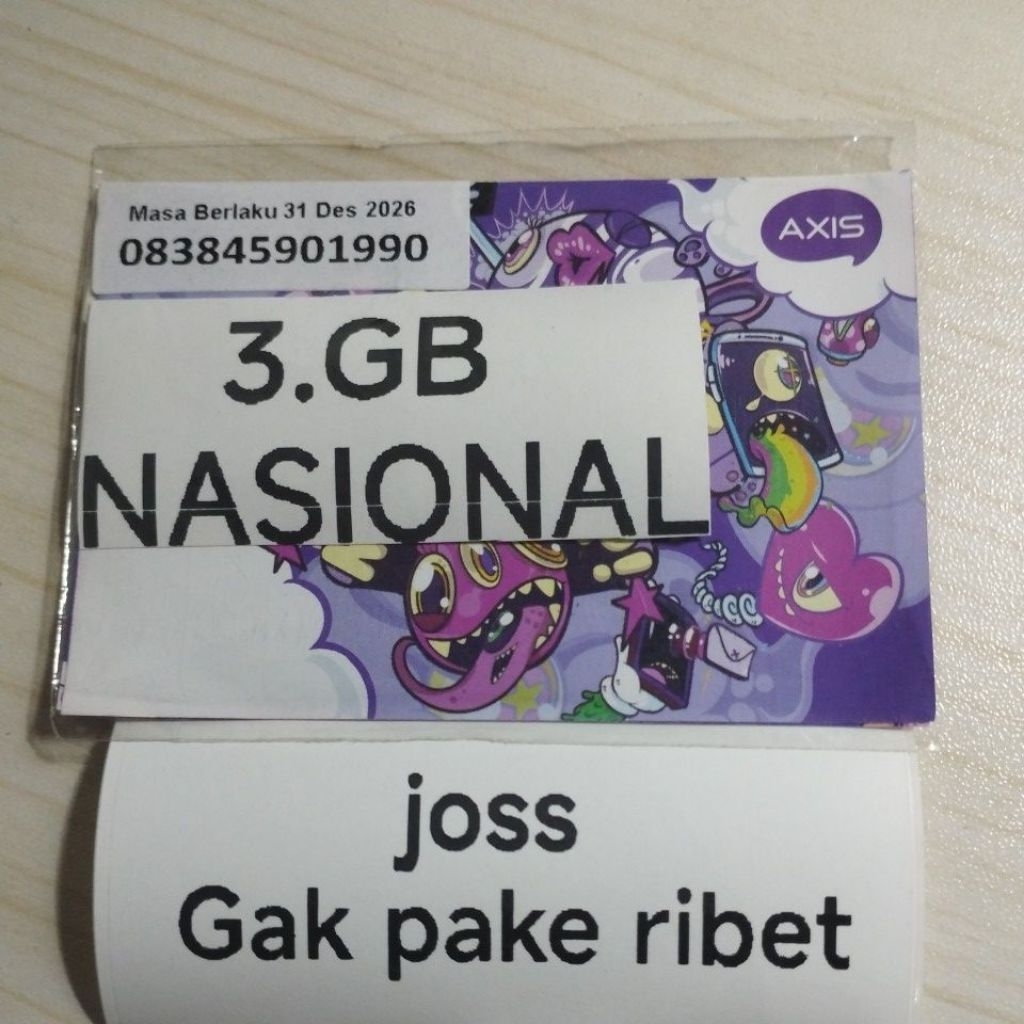 Masa Berlaku 31 Des 2026
083845901990
AXIS
3.GB
NASIONAL
joss
Gak pake ribet